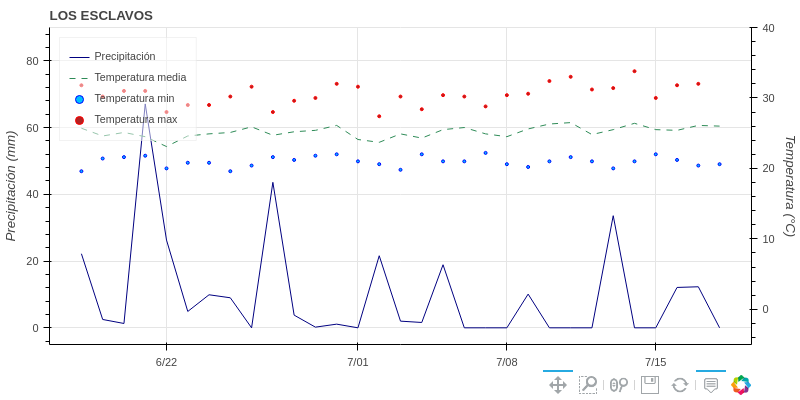 LOS ESCLAVOS
Precipitación
Temperatura media
Temperatura min
Temperatura max
Precipitación (mm)
80
60
40
20
0
Temperatura (°C)
40
30
20
10
0
6/22
7/01
7/08
7/15